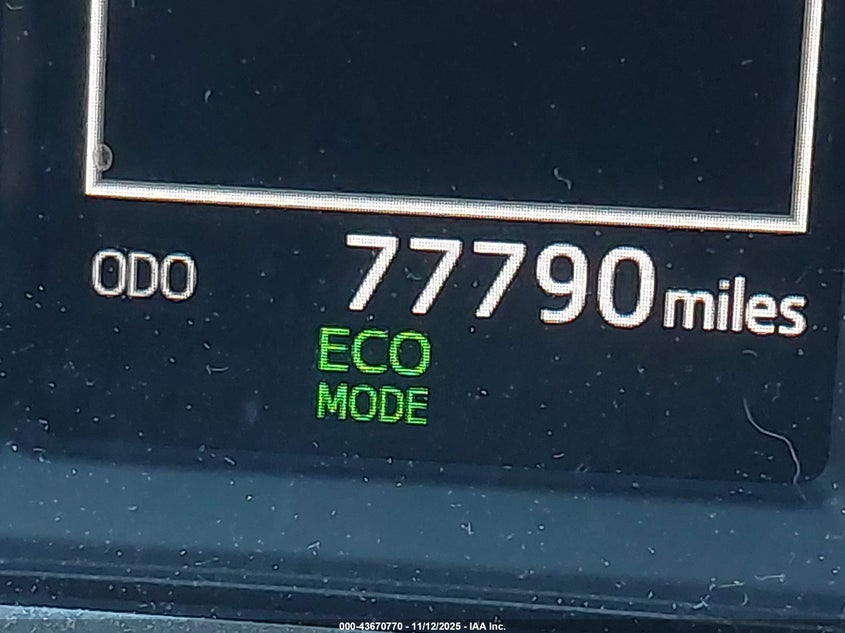 ODO 77790 miles
ECO
MODE
000-43670770 - 11/12/2025 - IAA Inc.